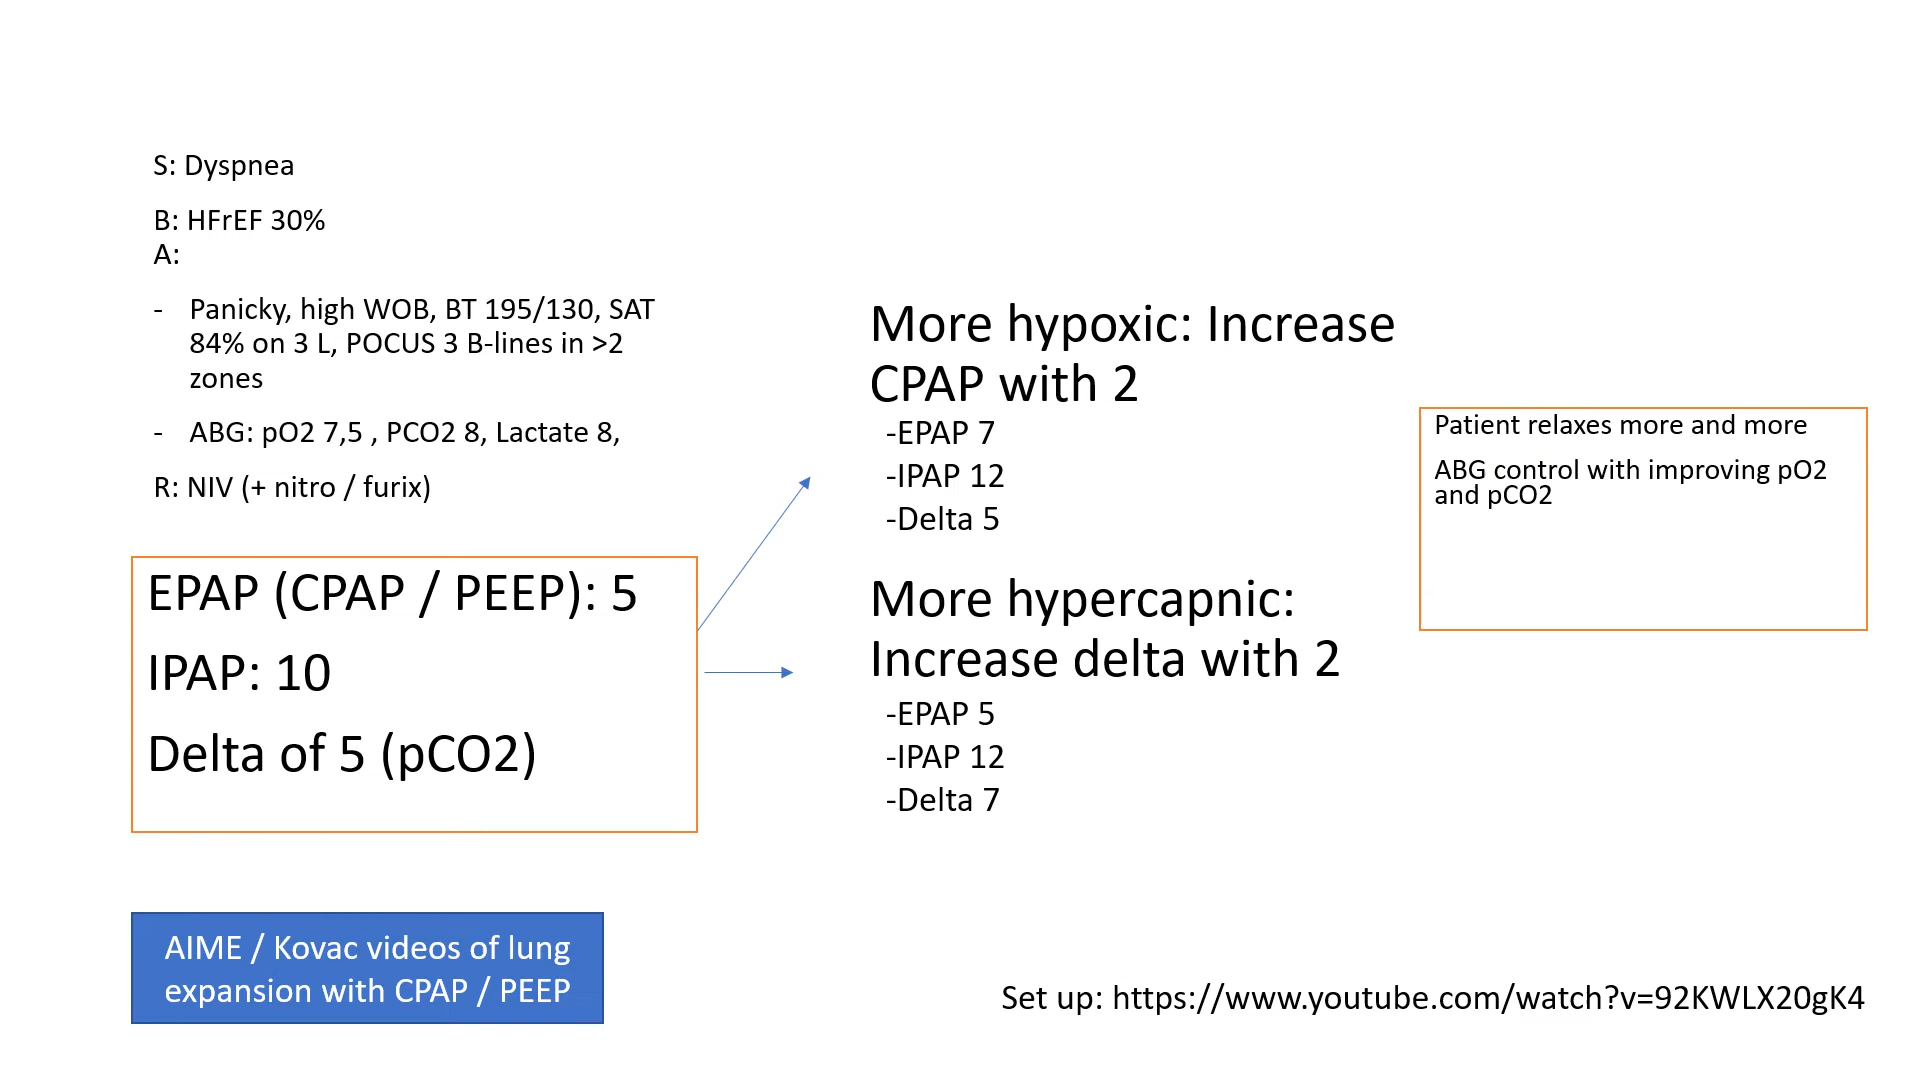 S: Dyspnea
B: HFrEF 30%
A:
- Panicky, high WOB, BT 195/130, SAT
84% on 3 L, POCUS 3 B-lines in >2
zones
- ABG: pO2 7,5 , PCO2 8, Lactate 8,
R: NIV (+ nitro / furix)
EPAP (CPAP / PEEP): 5
IPAP: 10
Delta of 5 (pCO2)
AIME / Kovac videos of lung
expansion with CPAP / PEEP
More hypoxic: Increase
CPAP with 2
-EPAP 7
-IPAP 12
-Delta 5
More hypercapnic:
Increase delta with 2
-EPAP 5
-IPAP 12
-Delta 7
Patient relaxes more and more
ABG control with improving pO2
and pCO2
Set up: https://www.youtube.com/watch?v=92KWLX20gK4